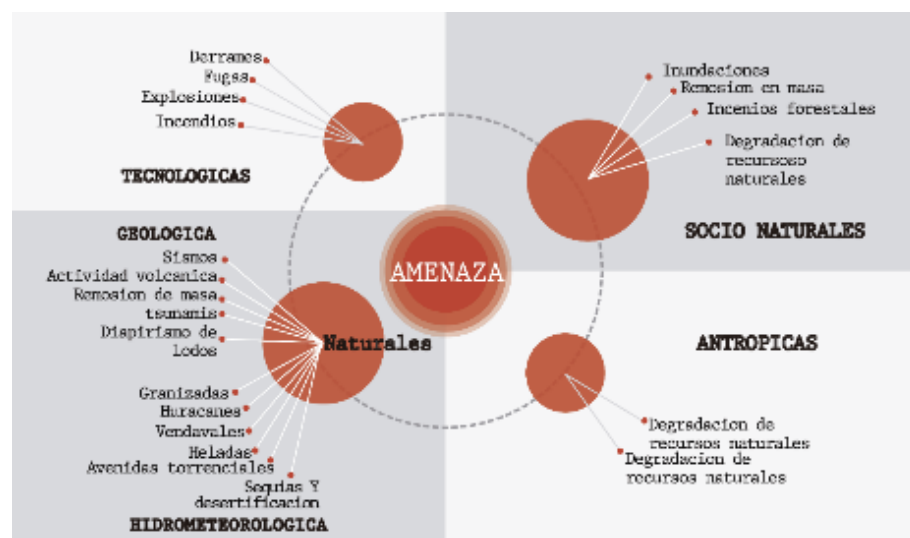 Derrames
Fugas
Explosiones
Incendios
TECNOLOGICAS
Inundaciones
Remosion en masa
Incenios forestales
Degradacion de
recursoso
naturales
SOCIO NATURALES
AMENAZA
GEOLOGICA
Sismos
Actividad volcanica
Remosion de masa
tsunamis
Diapirismo de
Lodos
Naturales
Granizadas
Huracanes
Vendavales
Heladas
Avenidas torrenciales
Sequias Y
desertificacion
HIDROMETEOROLOGICA
ANTROPICAS
Degradacion de
recursos naturales
Degradacion de
recursos naturales